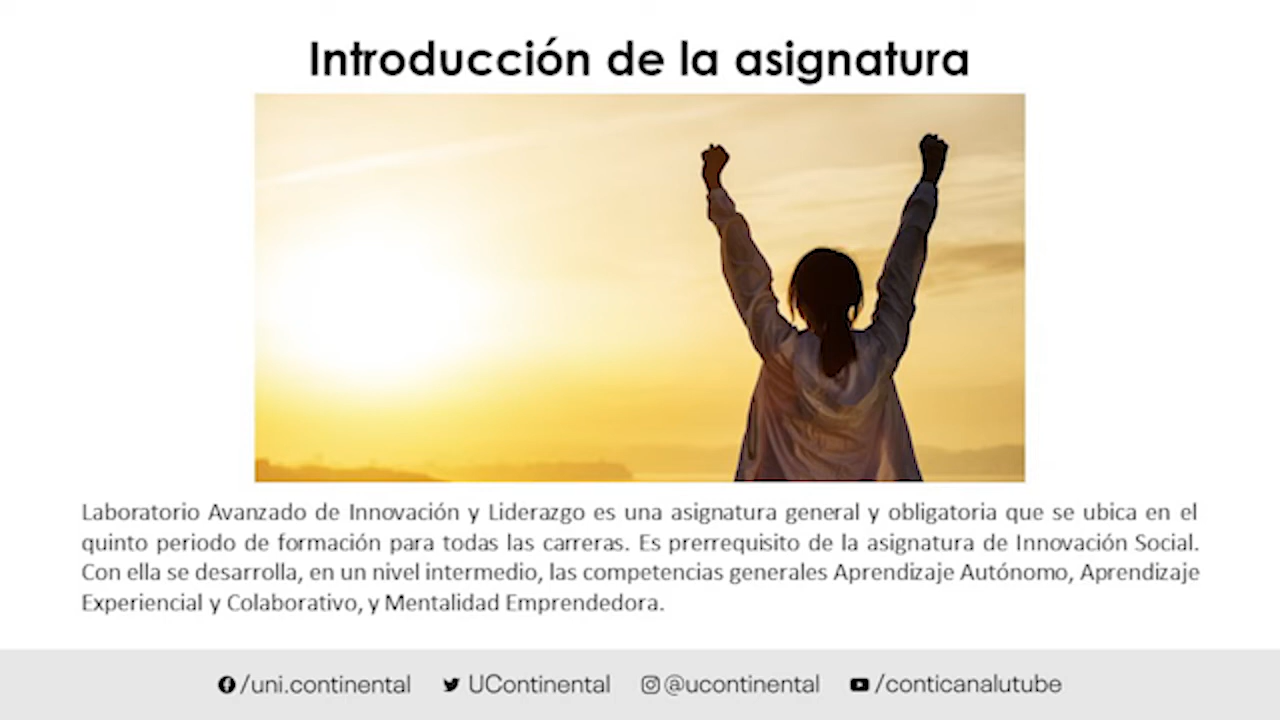 Introducción de la asignatura
Laboratorio Avanzado de Innovación y Liderazgo es una asignatura general y obligatoria que se ubica en el
quinto periodo de formación para todas las carreras. Es prerrequisito de la asignatura de Innovación Social.
Con ella se desarrolla, en un nivel intermedio, las competencias generales Aprendizaje Autónomo, Aprendizaje
Experiencial y Colaborativo, y Mentalidad Emprendedora.
/uni.continental UContinental @ucontinental /conticanalutube